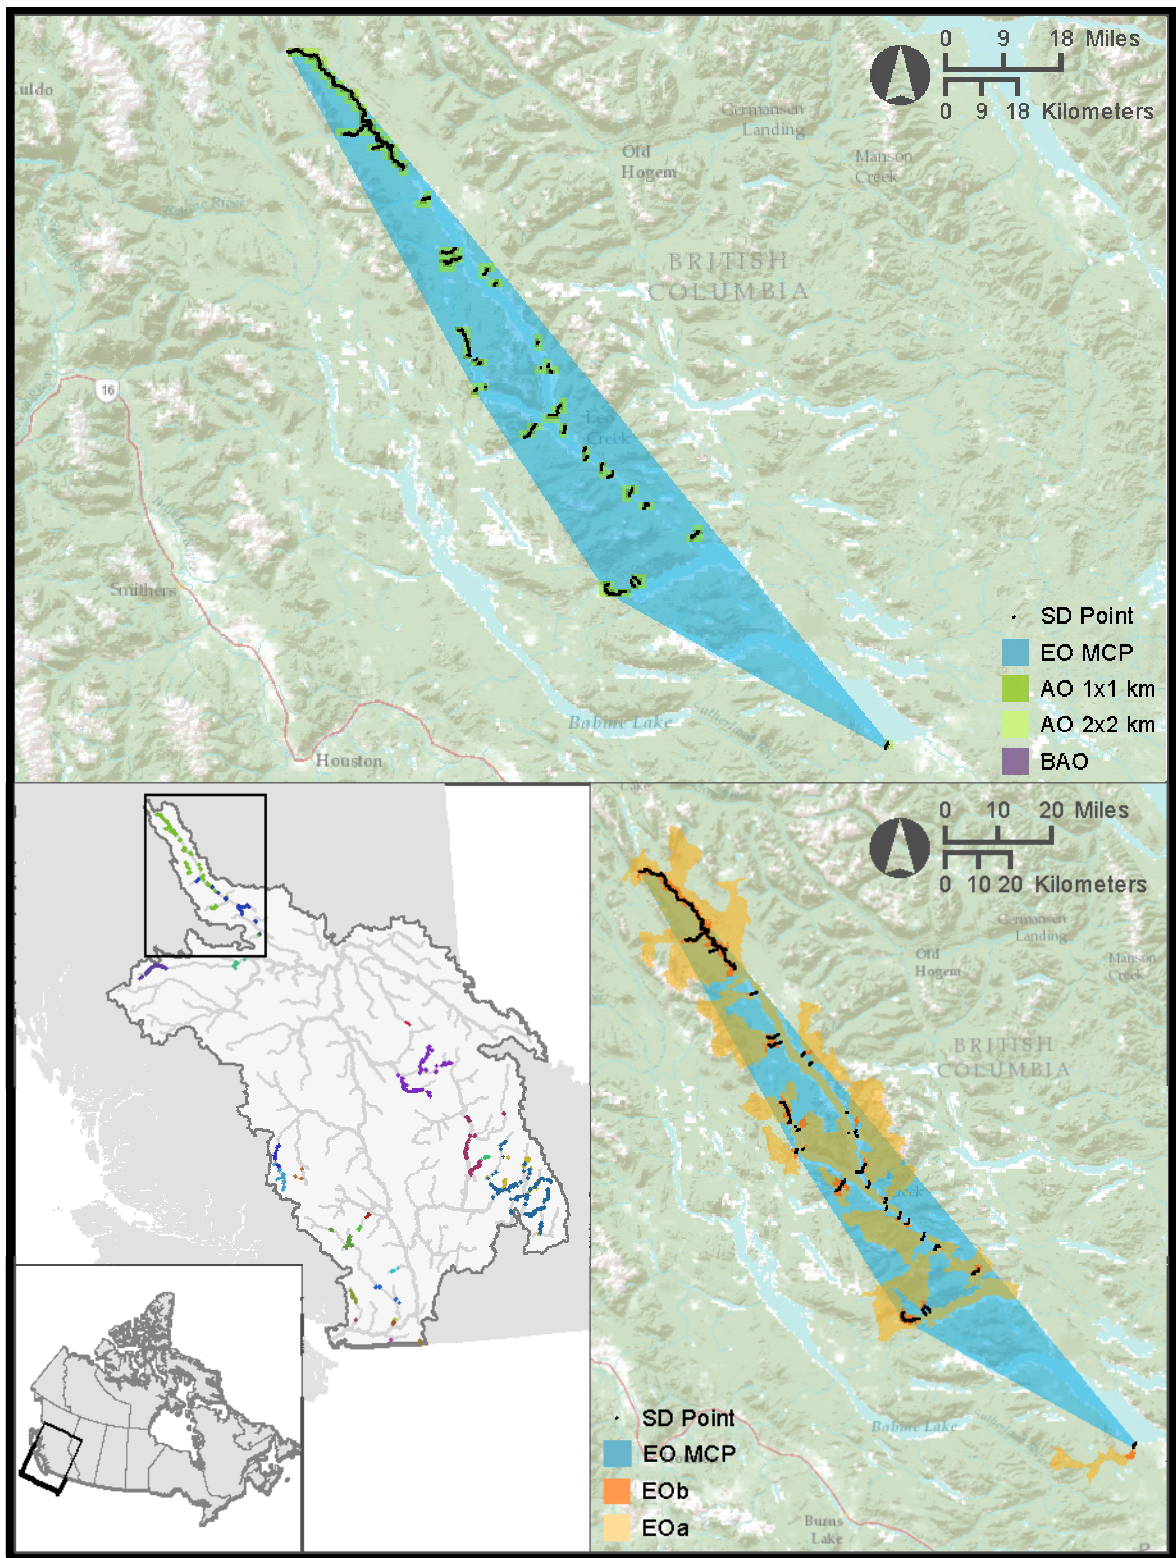 0 9 18 Miles
0 9 18 Kilometers
Germansen
Landing
Old
Hogem
Manson
Creek
BRITISH
COLUMBIA
16
Creek
Smithers
SD Point
EO MCP
AO 1x1 km
AO 2x2 km
BAO
Babine Lake
Houston
Lake
0 10 20 Miles
0 10 20 Kilometers
Germansen
Landing
Old
Hogem
Manson
Creek
BRITISH
COLUMBIA
Creek
SD Point
EO MCP
EOb
EOa
Babine Lake
Burns
Lake